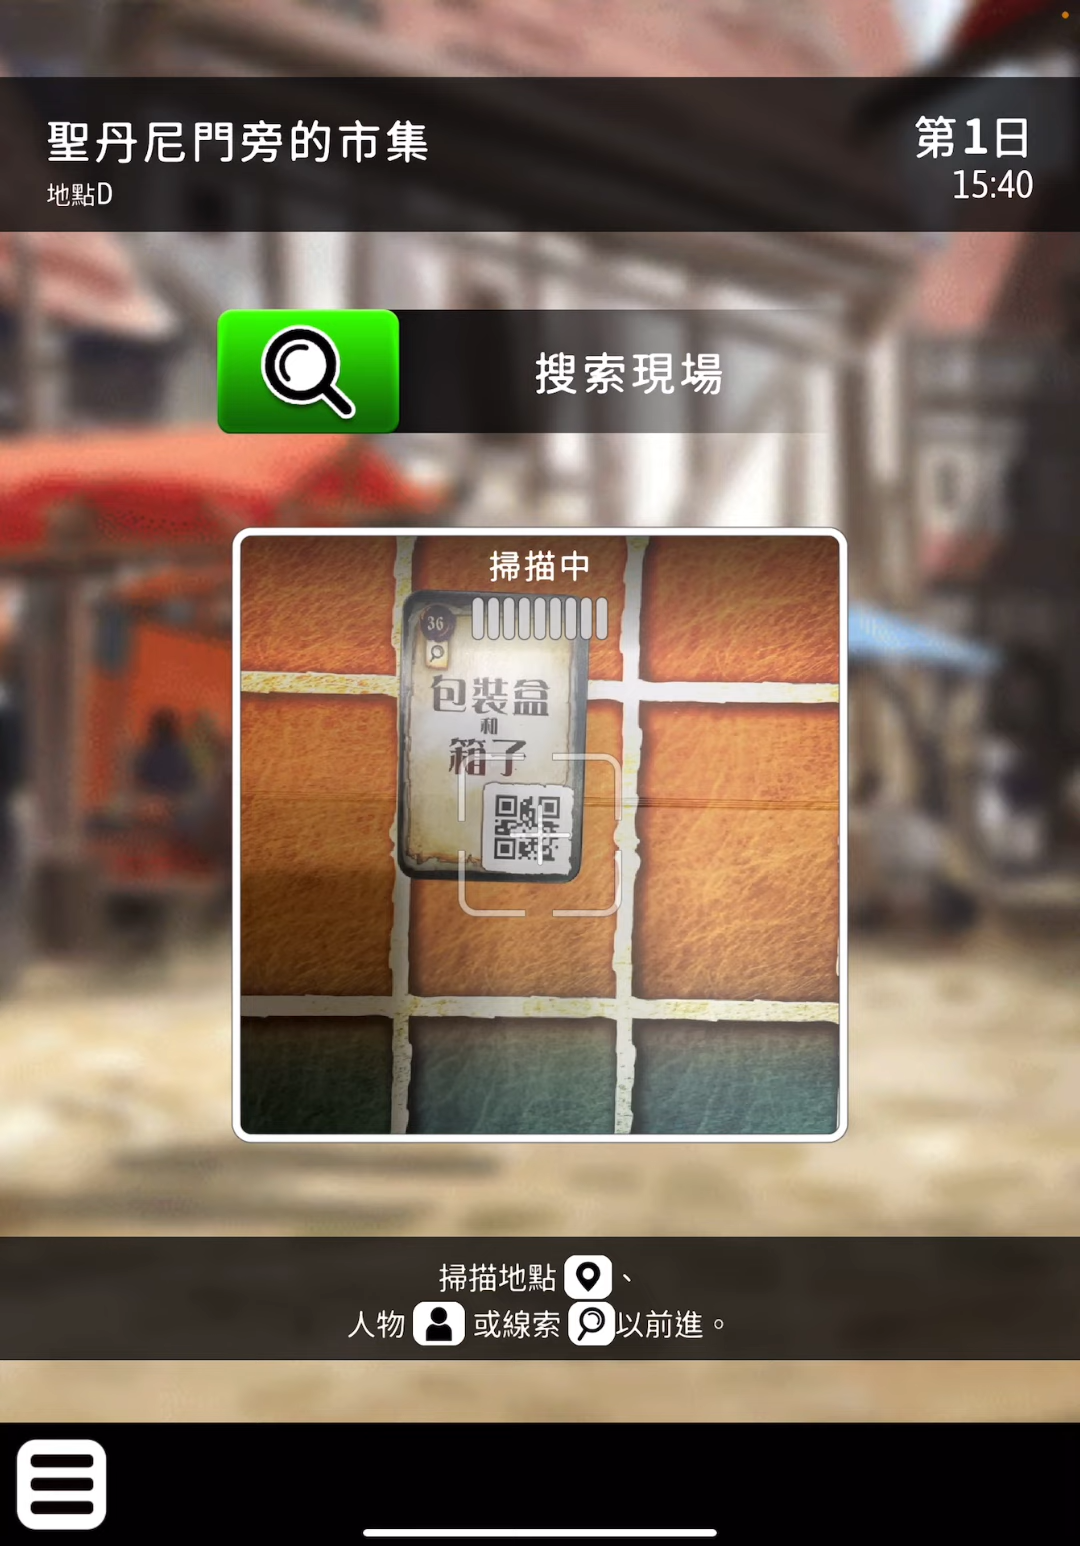 聖丹尼門旁的市集
地點D
第1日
15:40
搜索現場
掃描中
36
包裝盒
和
箱子
掃描地點、
人物 或線索 以前進。